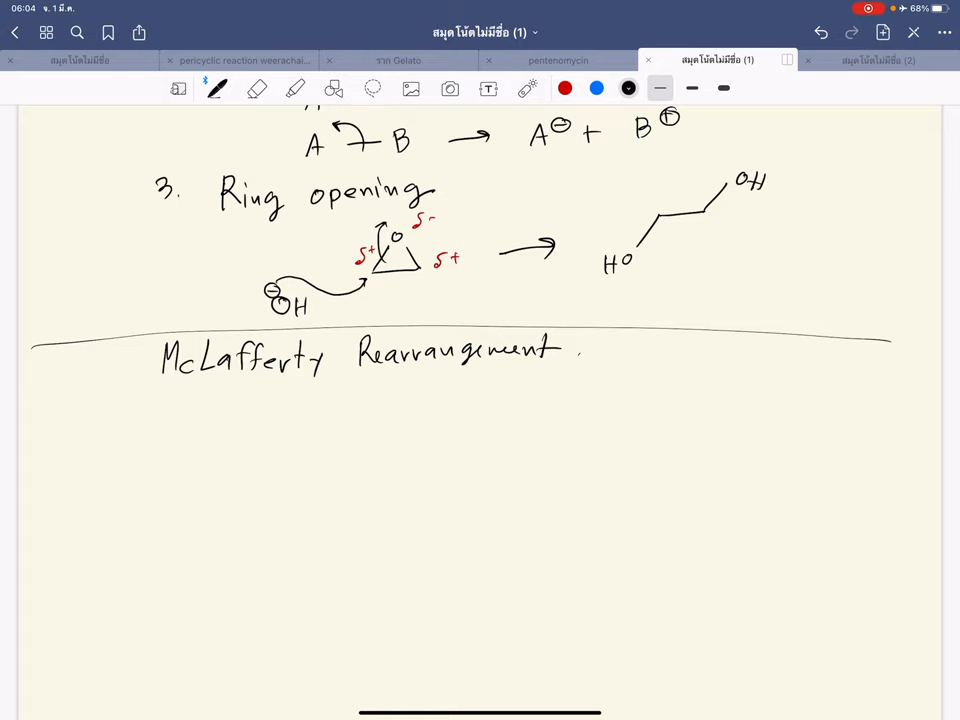 06:04 จ. 1 มี.ค. 68%
สมุดโน้ตไม่มีชื่อ (1)
สมุดโน้ตไม่มีชื่อ pericyclic reaction weerachai... ราก Gelato pentenomycin สมุดโน้ตไม่มีชื่อ (1) สมุดโน้ตไม่มีชื่อ (2)
A B → A⊖ + B⊕
3. Ring opening
OH
δ-
O
δ+ δ+ →
HO
⊖
OH
McLafferty Rearrangement.